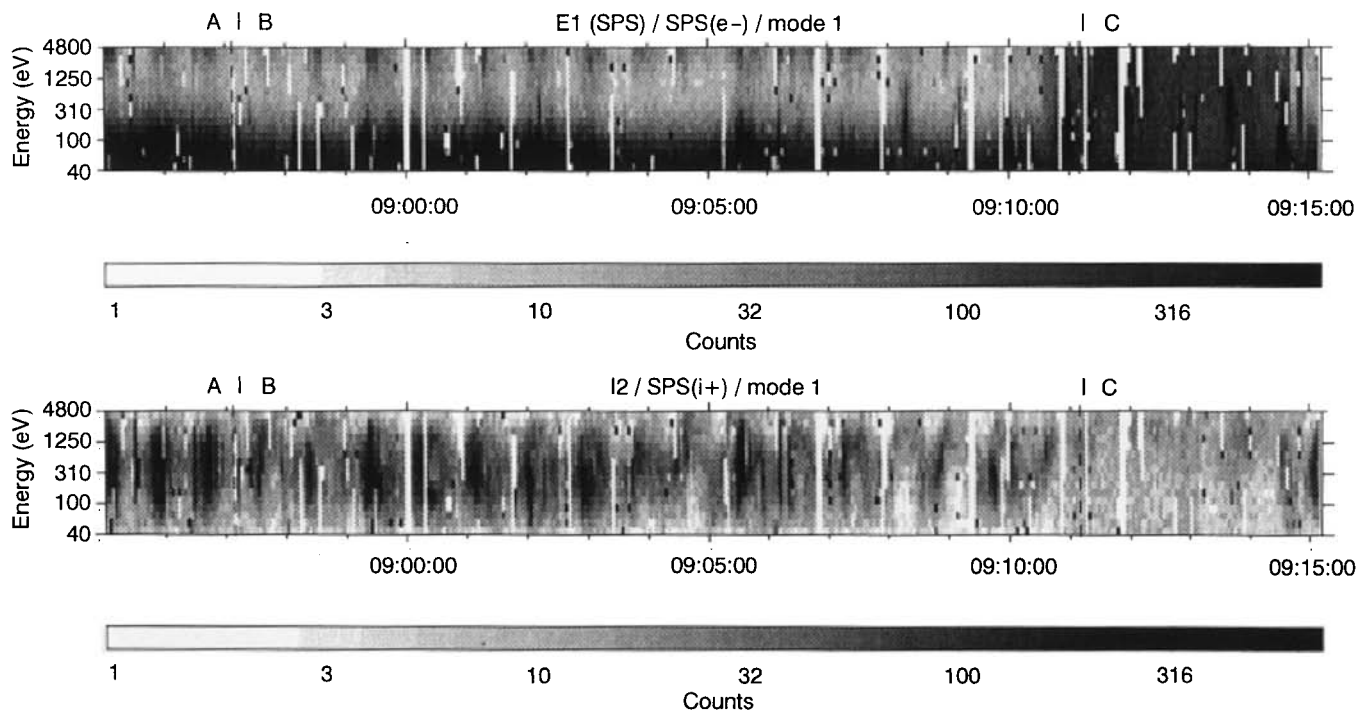 A | B E1 (SPS) / SPS(e–) / mode 1 | C
Energy (eV)
4800
1250
310
100
40
09:00:00 09:05:00 09:10:00 09:15:00
1 3 10 32 100 316
Counts
A | B I2 / SPS(i+) / mode 1 | C
Energy (eV)
4800
1250
310
100
40
09:00:00 09:05:00 09:10:00 09:15:00
1 3 10 32 100 316
Counts